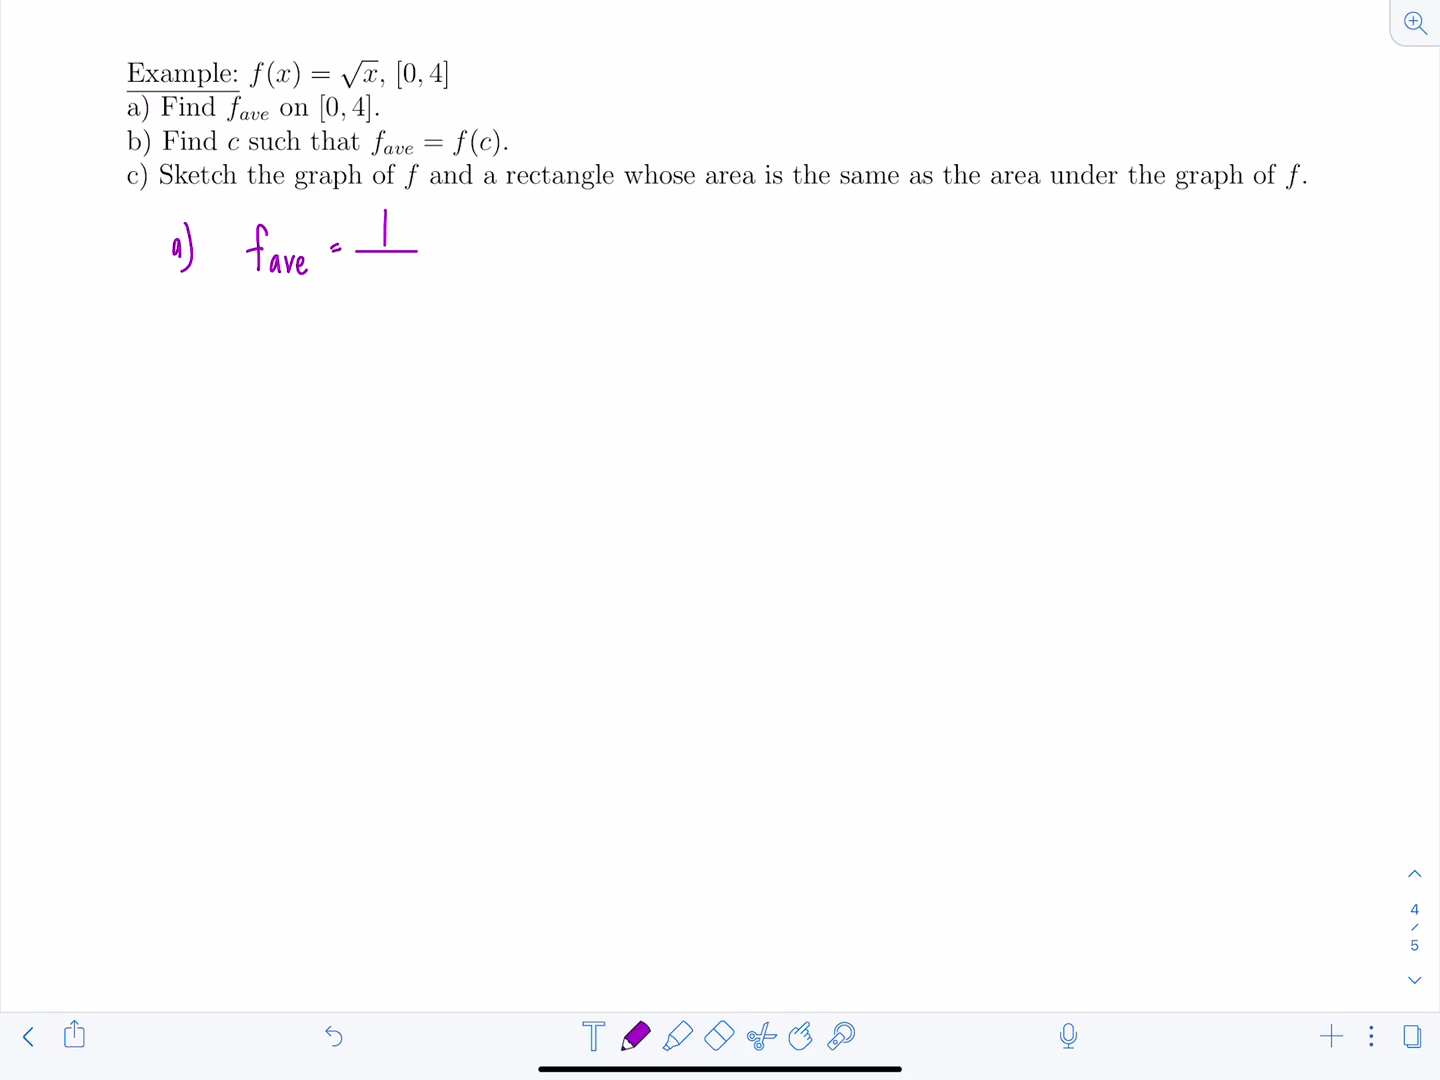 Example: f(x) = √x, [0, 4]
a) Find f_ave on [0, 4].
b) Find c such that f_ave = f(c).
c) Sketch the graph of f and a rectangle whose area is the same as the area under the graph of f.
a) f_ave = 1/
4
/
5
T